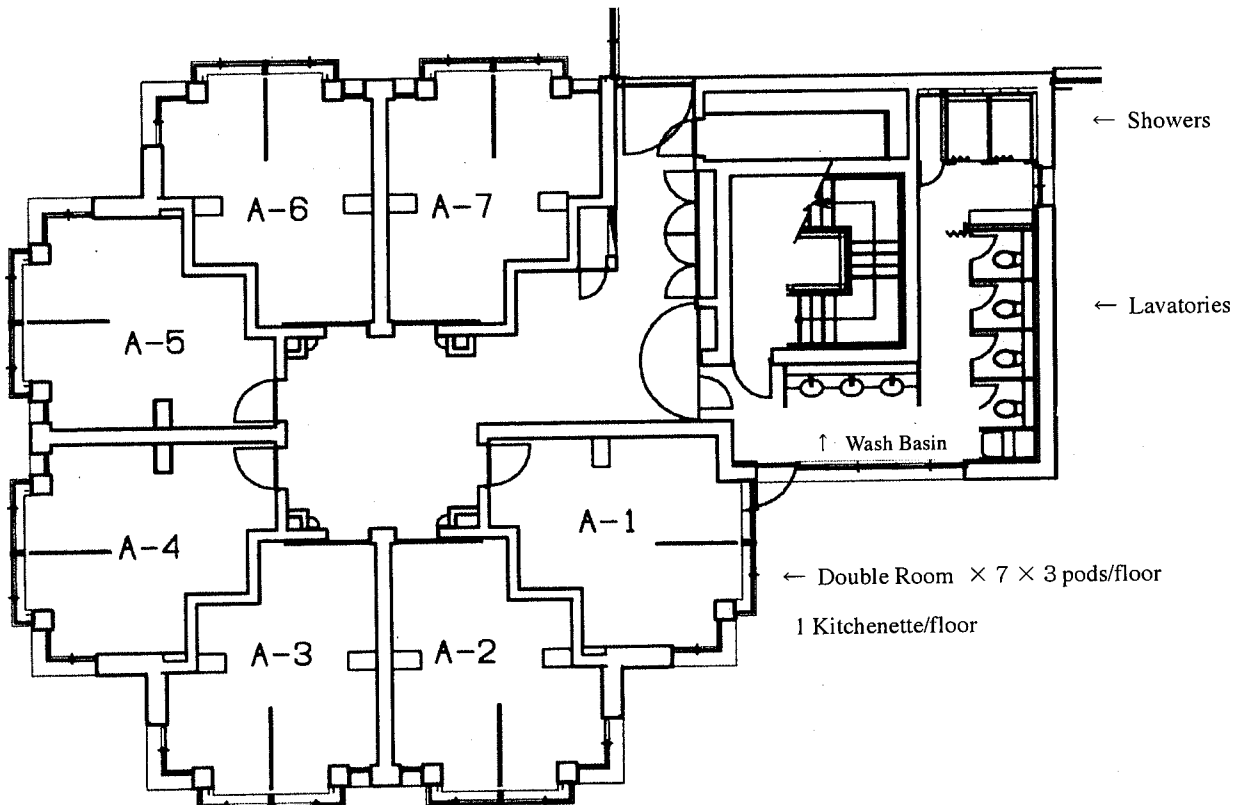 A-6
A-7
← Showers
A-5
← Lavatories
↑ Wash Basin
A-1
A-4
← Double Room × 7 × 3 pods/floor
1 Kitchenette/floor
A-3
A-2